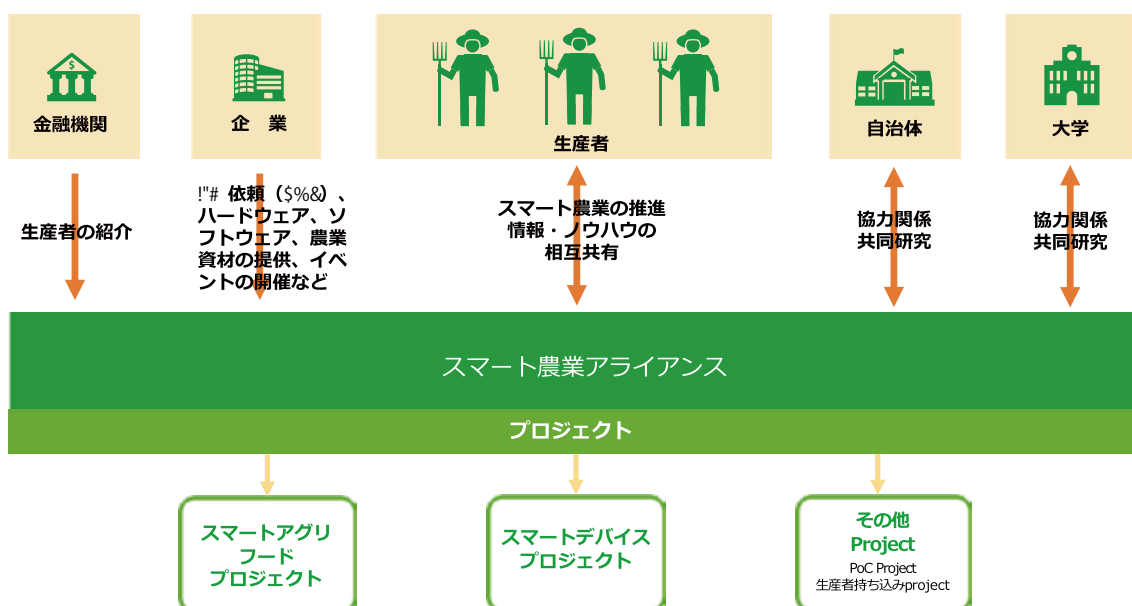 金融機関
企　業
生産者
自治体
大学
生産者の紹介
!"# 依頼（$%&）、
ハードウェア、ソ
フトウェア、農業
資材の提供、イベ
ントの開催など
スマート農業の推進
情報・ノウハウの
相互共有
協力関係
共同研究
協力関係
共同研究
スマート農業アライアンス
プロジェクト
スマートアグリ
フード
プロジェクト
スマートデバイス
プロジェクト
その他
Project
PoC Project
生産者持ち込みproject